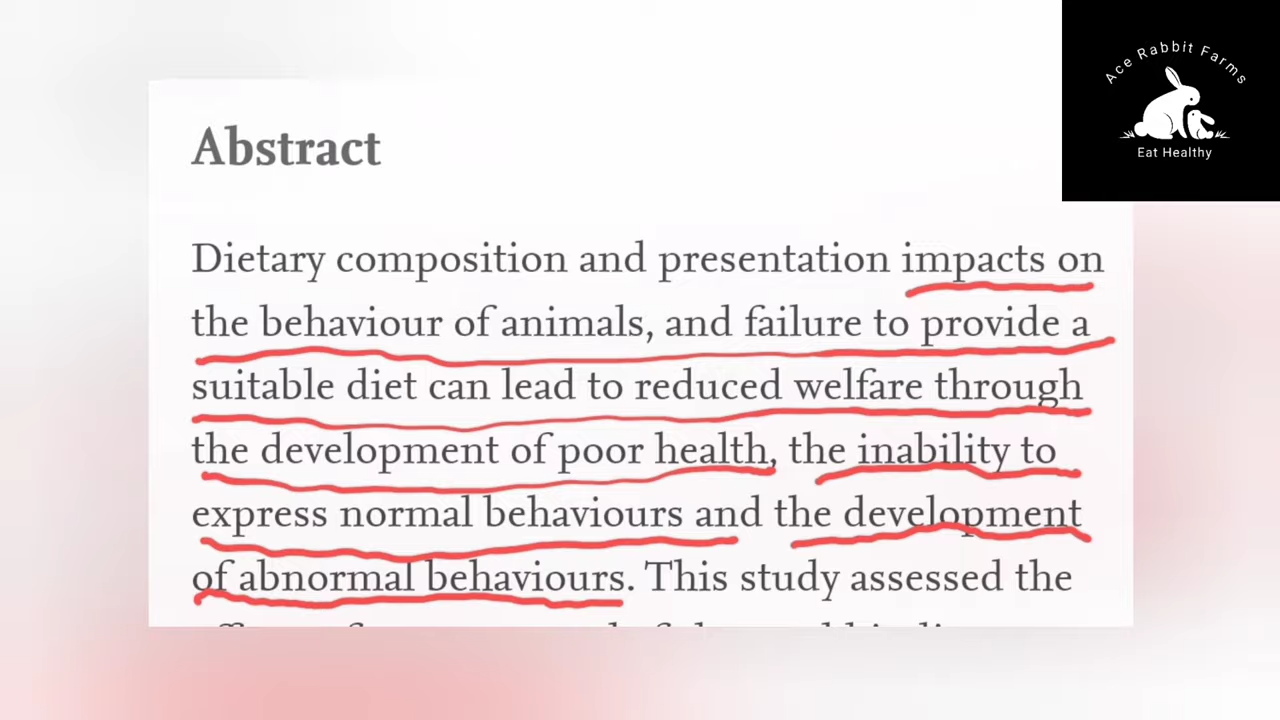 Ace Rabbit Farms
Eat Healthy
Abstract
Dietary composition and presentation impacts on
the behaviour of animals, and failure to provide a
suitable diet can lead to reduced welfare through
the development of poor health, the inability to
express normal behaviours and the development
of abnormal behaviours. This study assessed the